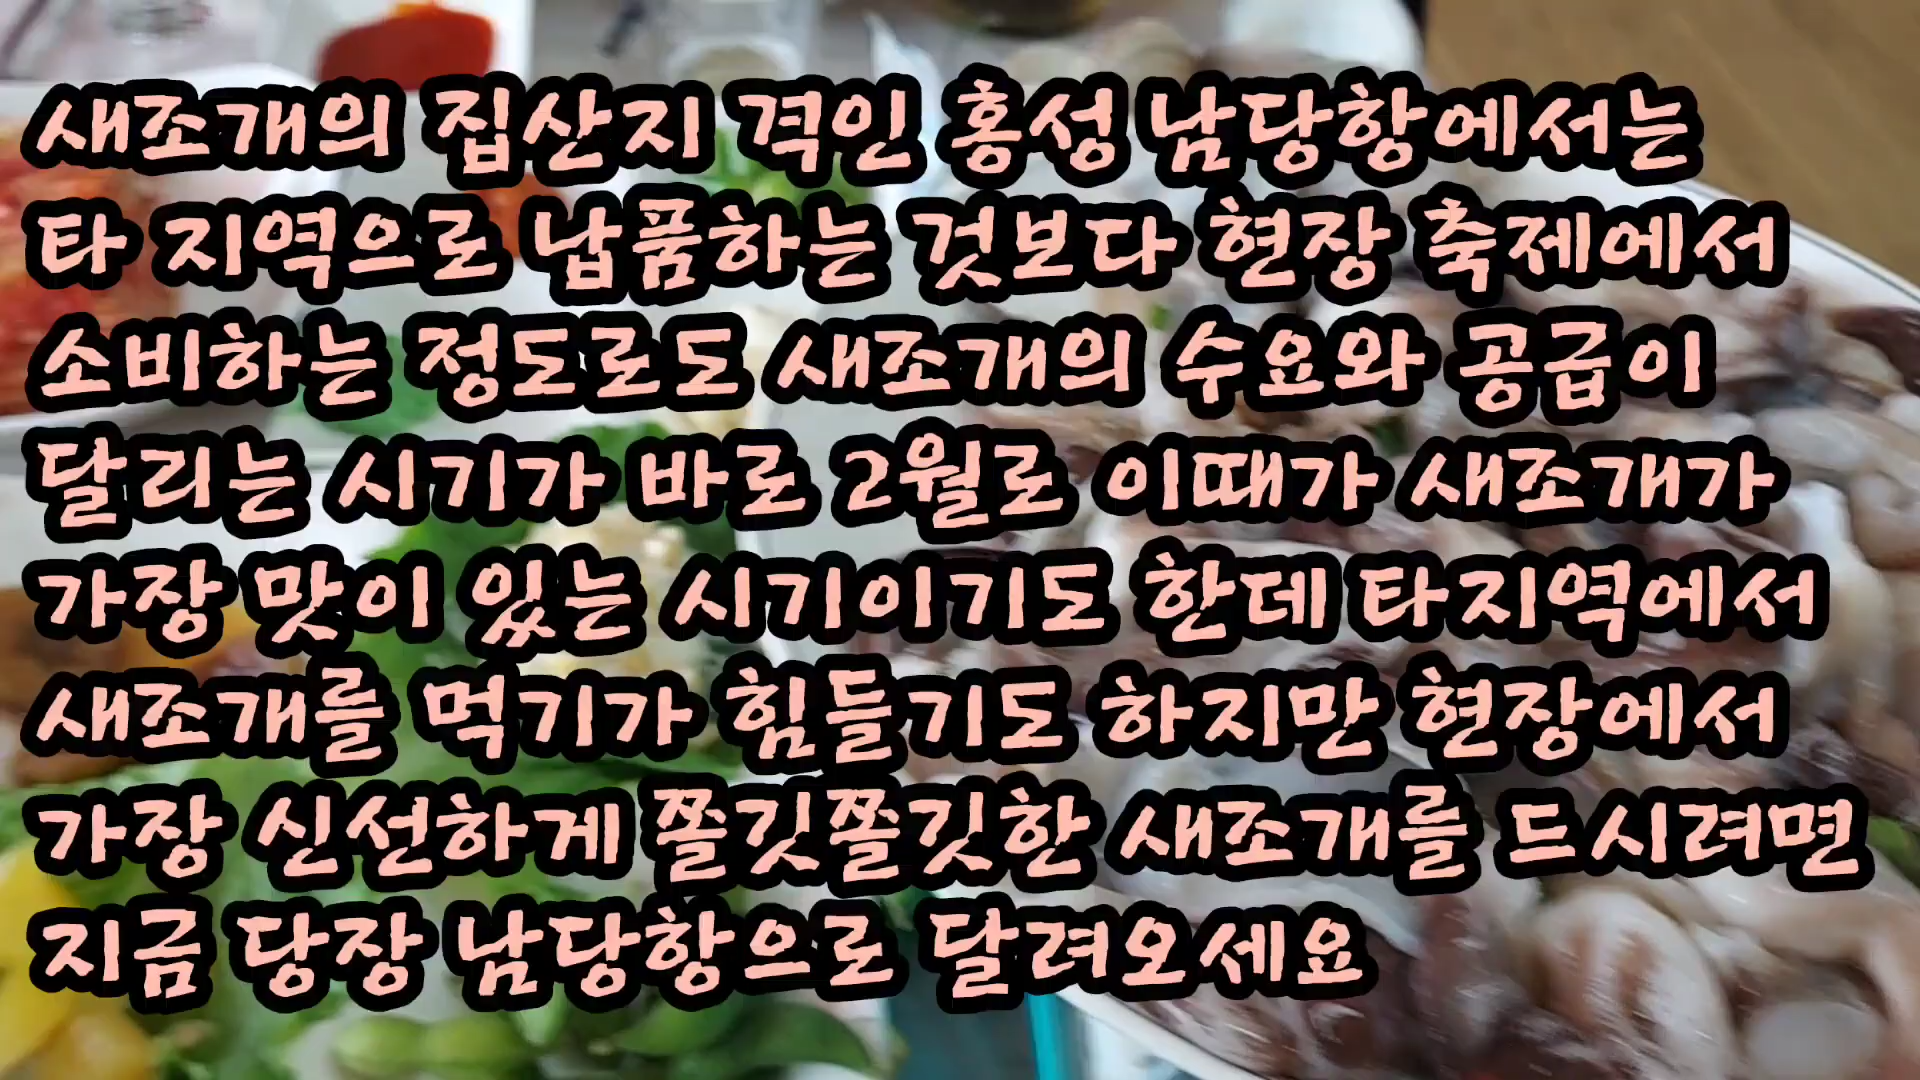 새조개의 집산지 격인 홍성 남당항에서는
타 지역으로 납품하는 것보다 현장 축제에서
소비하는 정도로도 새조개의 수요와 공급이
달리는 시기가 바로 2월로 이때가 새조개가
가장 맛이 있는 시기이기도 한데 타지역에서
새조개를 먹기가 힘들기도 하지만 현장에서
가장 신선하게 쫄깃쫄깃한 새조개를 드시려면
지금 당장 남당항으로 달려오세요